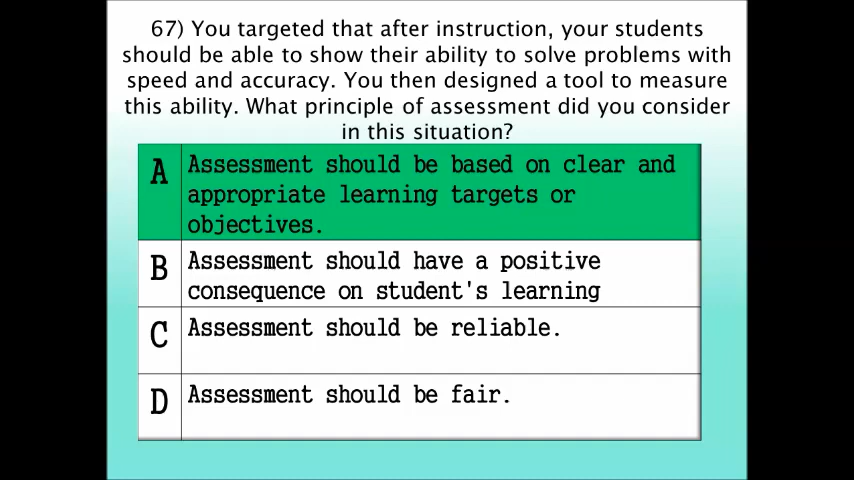 67) You targeted that after instruction, your students
should be able to show their ability to solve problems with
speed and accuracy. You then designed a tool to measure
this ability. What principle of assessment did you consider
in this situation?
A
Assessment should be based on clear and
appropriate learning targets or
objectives.
B
Assessment should have a positive
consequence on student's learning
C
Assessment should be reliable.
D
Assessment should be fair.